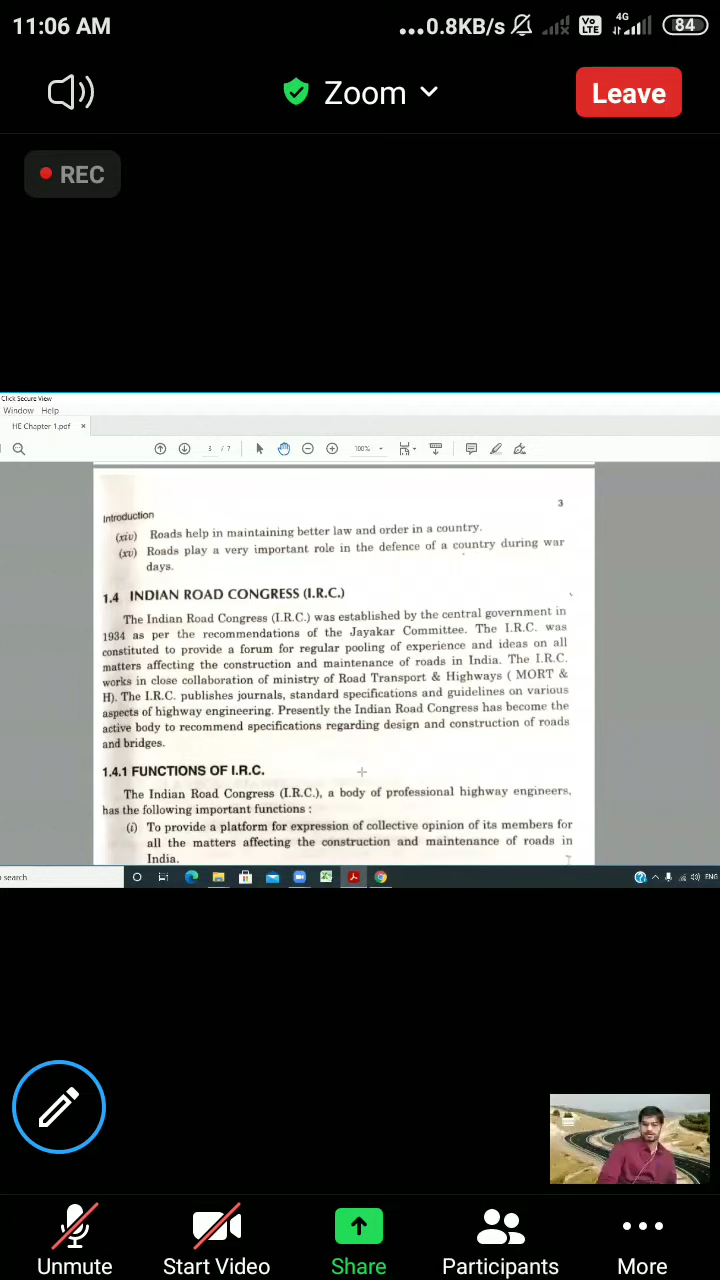 11:06 AM
...0.8KB/s
Vo
LTE
4G
84
Zoom
Leave
REC
Click Secure View
Window Help
HE Chapter 1.pdf ×
3 / 7
100%
Introduction
3
(xiv) Roads help in maintaining better law and order in a country.
(xv) Roads play a very important role in the defence of a country during war
days.
1.4 INDIAN ROAD CONGRESS (I.R.C.)
The Indian Road Congress (I.R.C.) was established by the central government in
1934 as per the recommendations of the Jayakar Committee. The I.R.C. was
constituted to provide a forum for regular pooling of experience and ideas on all
matters affecting the construction and maintenance of roads in India. The I.R.C.
works in close collaboration of ministry of Road Transport & Highways ( MORT &
H). The I.R.C. publishes journals, standard specifications and guidelines on various
aspects of highway engineering. Presently the Indian Road Congress has become the
active body to recommend specifications regarding design and construction of roads
and bridges.
1.4.1 FUNCTIONS OF I.R.C.
The Indian Road Congress (I.R.C.), a body of professional highway engineers,
has the following important functions :
(i) To provide a platform for expression of collective opinion of its members for
all the matters affecting the construction and maintenance of roads in
India.
search
ENG
Unmute
Start Video
Share
Participants
More